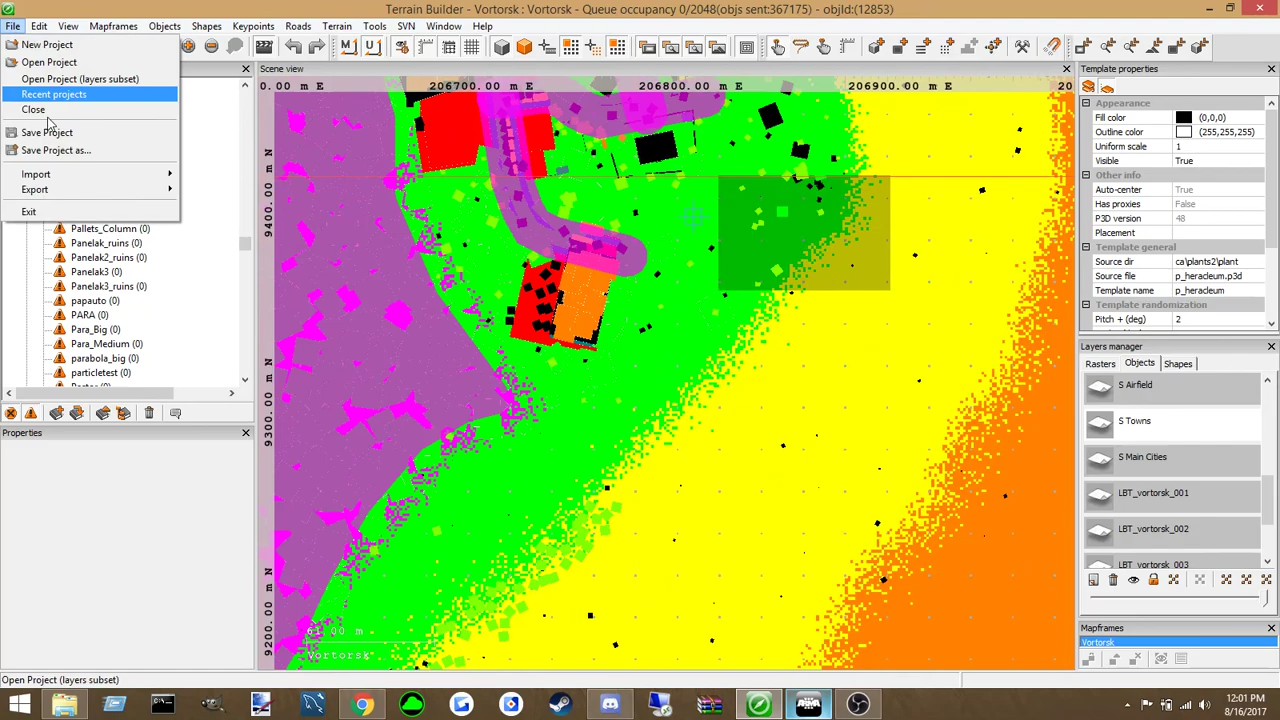 Terrain Builder - Vortorsk : Vortorsk - Queue occupancy 0/2048(objs sent:367175) - objId:(12853)
File Edit View Mapframes Objects Shapes Keypoints Roads Terrain Tools SVN Window Help
New Project
Open Project
Open Project (layers subset)
Recent projects
Close
Save Project
Save Project as...
Import
Export
Exit
Pallets_Column (0)
Panelak_ruins (0)
Panelak2_ruins (0)
Panelak3 (0)
Panelak3_ruins (0)
papauto (0)
PARA (0)
Para_Big (0)
Para_Medium (0)
parabola_big (0)
particletest (0)
Properties
Open Project (layers subset)
Scene view
0.00 m E
206700.00 m E
206800.00 m E
206900.00 m E
20
9400.00 m N
9300.00 m N
9200.00 m N
61.00 m
Vortorsk
Template properties
Appearance
Fill color (0,0,0)
Outline color (255,255,255)
Uniform scale 1
Visible True
Other info
Auto-center True
Has proxies False
P3D version 48
Template general
Source dir ca\plants2\plant
Source file p_heracleum.p3d
Template name p_heracleum
Template randomization
Pitch + (deg) 2
Layers manager
Rasters Objects Shapes
S Airfield
S Towns
S Main Cities
LBT_vortorsk_001
LBT_vortorsk_002
LBT_vortorsk_003
Mapframes
Vortorsk
ARMA
12:01 PM
8/16/2017